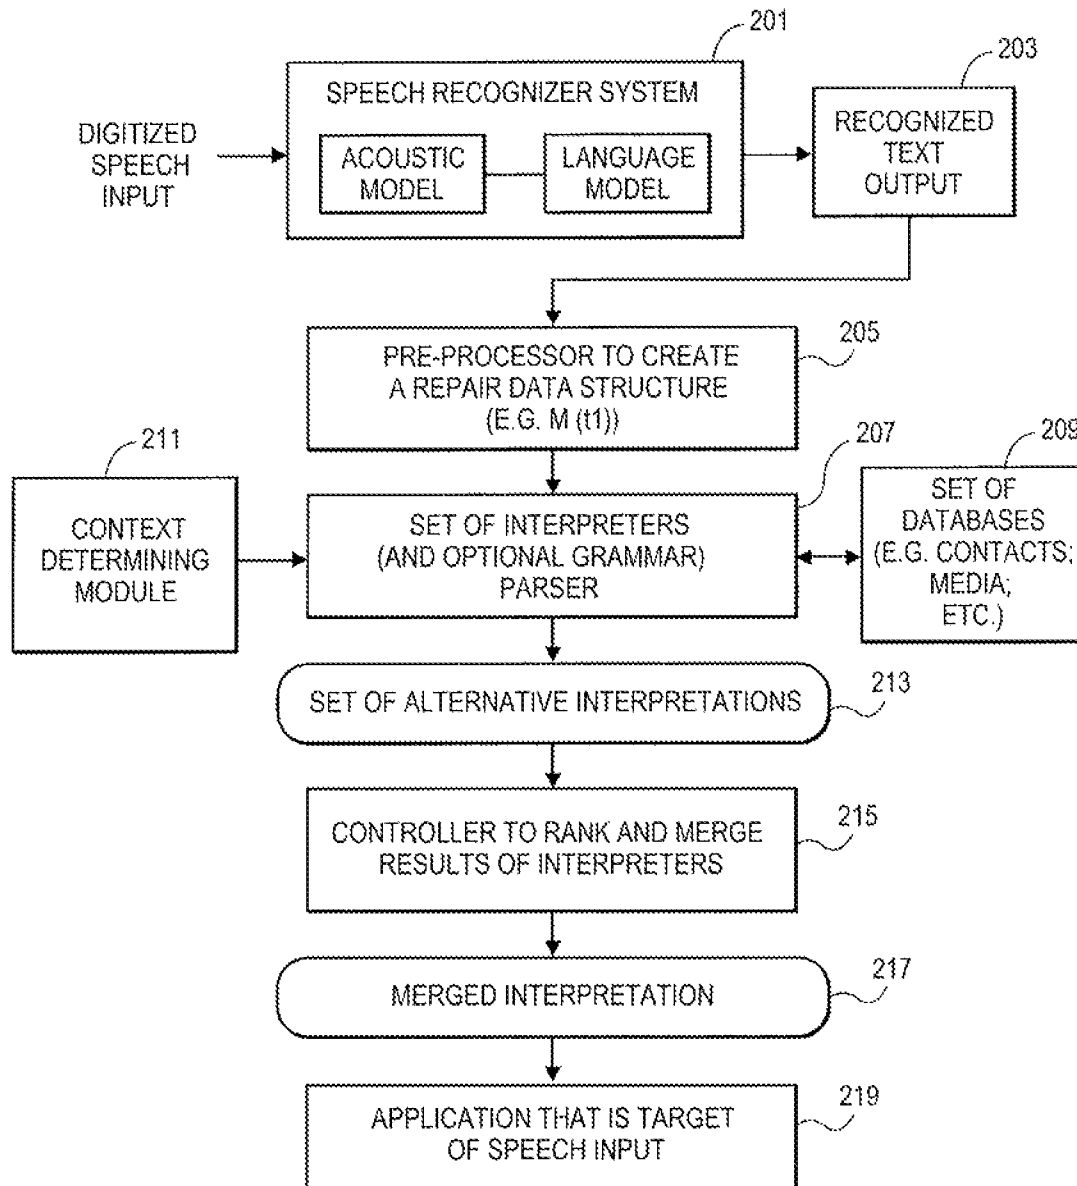 201
203
SPEECH RECOGNIZER SYSTEM
DIGITIZED
SPEECH
INPUT
ACOUSTIC
MODEL
LANGUAGE
MODEL
RECOGNIZED
TEXT
OUTPUT
205
PRE-PROCESSOR TO CREATE
A REPAIR DATA STRUCTURE
(E.G. M (t1))
211
207
209
CONTEXT
DETERMINING
MODULE
SET OF INTERPRETERS
(AND OPTIONAL GRAMMAR)
PARSER
SET OF
DATABASES
(E.G. CONTACTS;
MEDIA;
ETC.)
SET OF ALTERNATIVE INTERPRETATIONS
213
CONTROLLER TO RANK AND MERGE
RESULTS OF INTERPRETERS
215
MERGED INTERPRETATION
217
APPLICATION THAT IS TARGET
OF SPEECH INPUT
219